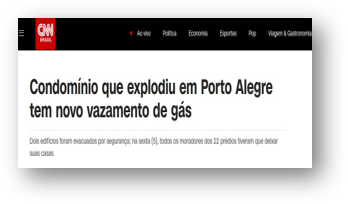 CNN
BRASIL
Ao vivo Política Economia Esportes Pop Viagem & Gastronomia
Condomínio que explodiu em Porto Alegre
tem novo vazamento de gás
Dois edifícios foram evacuados por segurança; na sexta (5), todos os moradores dos 22 prédios tiveram que deixar
suas casas